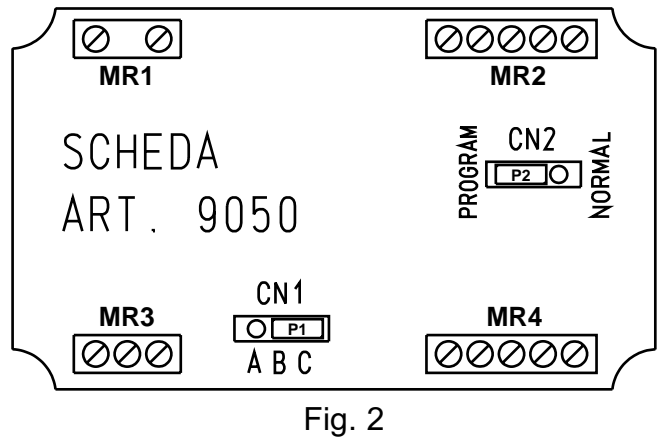 MR1
MR2
SCHEDA
ART. 9050
CN2
PROGRAM
P2
NORMAL
CN1
MR3
P1
MR4
A B C
Fig. 2